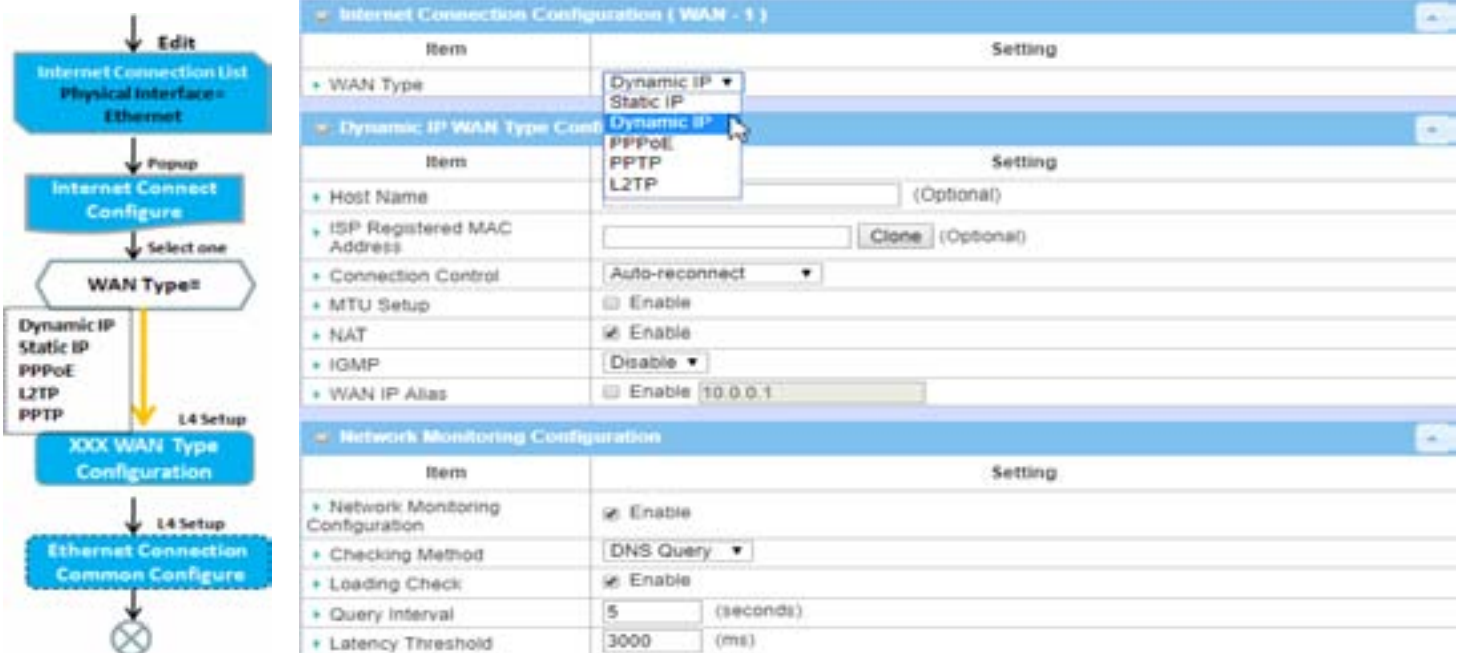 Edit
Internet Connection List
Physical Interface=
Ethernet
Popup
Internet Connect
Configure
Select one
WAN Type=
Dynamic IP
Static IP
PPPoE
L2TP
PPTP
L4 Setup
XXX WAN Type
Configuration
L4 Setup
Ethernet Connection
Common Configure
Internet Connection Configuration ( WAN - 1 )
Item Setting
WAN Type Dynamic IP
Static IP
Dynamic IP
PPPoE
PPTP
L2TP
Dynamic IP WAN Type Conf
Item Setting
Host Name (Optional)
ISP Registered MAC
Address Clone (Optional)
Connection Control Auto-reconnect
MTU Setup Enable
NAT Enable
IGMP Disable
WAN IP Alias Enable 10.0.0.1
Network Monitoring Configuration
Item Setting
Network Monitoring
Configuration Enable
Checking Method DNS Query
Loading Check Enable
Query Interval 5 (seconds)
Latency Threshold 3000 (ms)